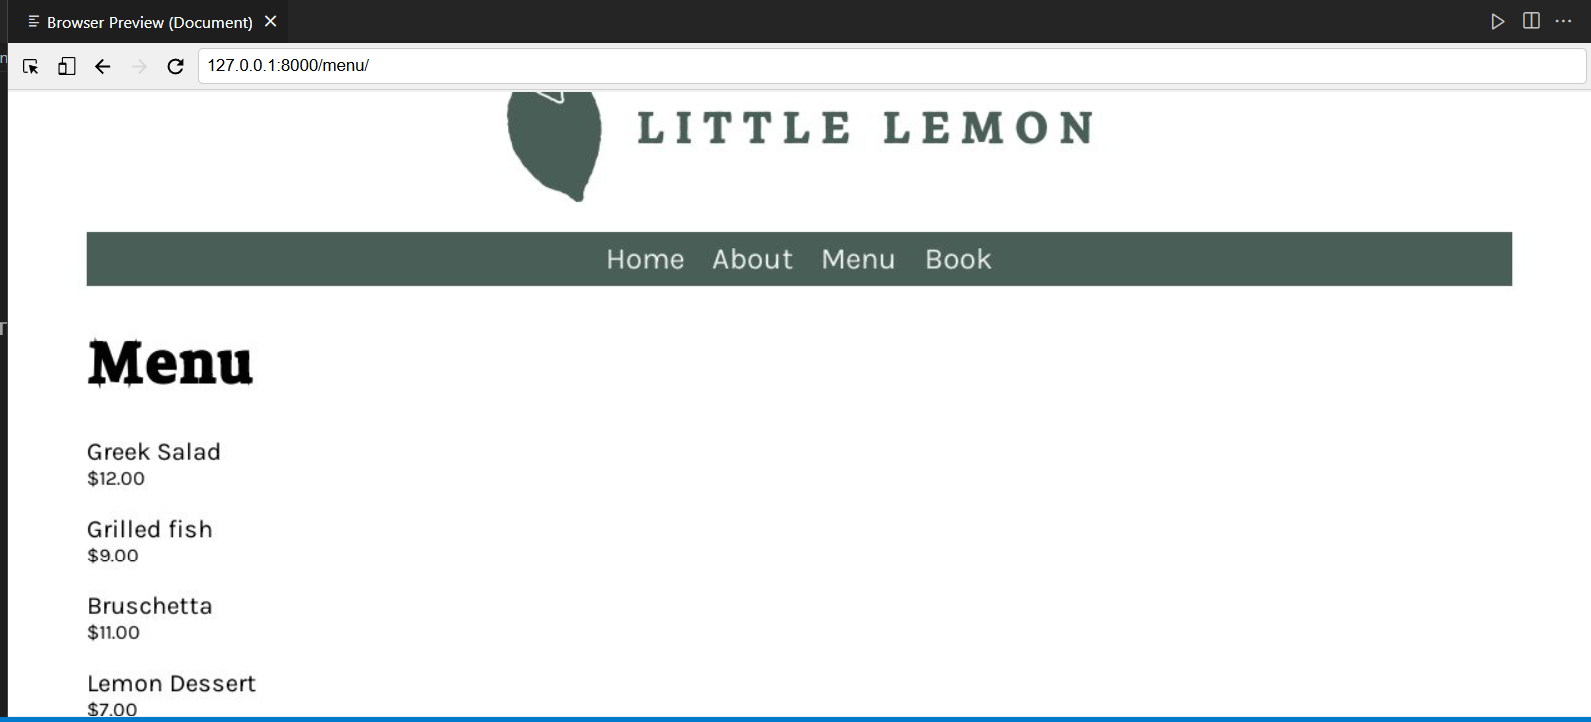 Browser Preview (Document)
127.0.0.1:8000/menu/
LITTLE LEMON
Home About Menu Book
Menu
Greek Salad
$12.00
Grilled fish
$9.00
Bruschetta
$11.00
Lemon Dessert
$7.00